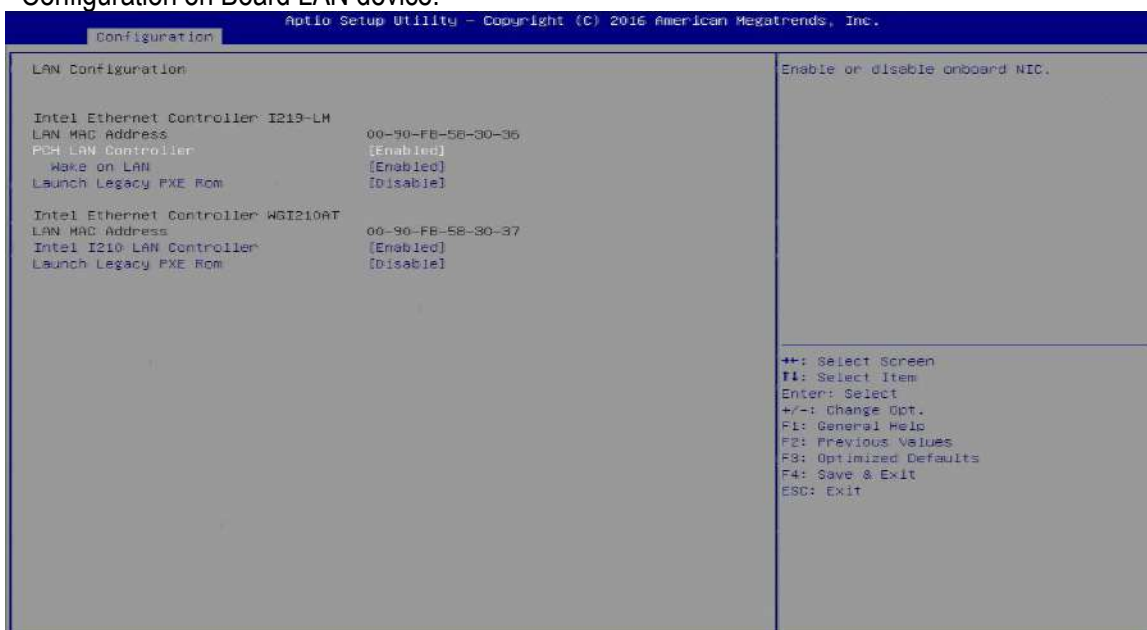 Configuration on Board LAN device.
Aptio Setup Utility – Copyright (C) 2016 American Megatrends, Inc.
Configuration
LAN Configuration
Enable or disable onboard NIC.
Intel Ethernet Controller I219-LM
LAN MAC Address 00-90-FB-58-30-36
PCH LAN Controller [Enabled]
Wake on LAN [Enabled]
Launch Legacy PXE Rom [Disable]
Intel Ethernet Controller WGI210AT
LAN MAC Address 00-90-FB-58-30-37
Intel I210 LAN Controller [Enabled]
Launch Legacy PXE Rom [Disable]
→←: Select Screen
↑↓: Select Item
Enter: Select
+/-: Change Opt.
F1: General Help
F2: Previous Values
F3: Optimized Defaults
F4: Save & Exit
ESC: Exit